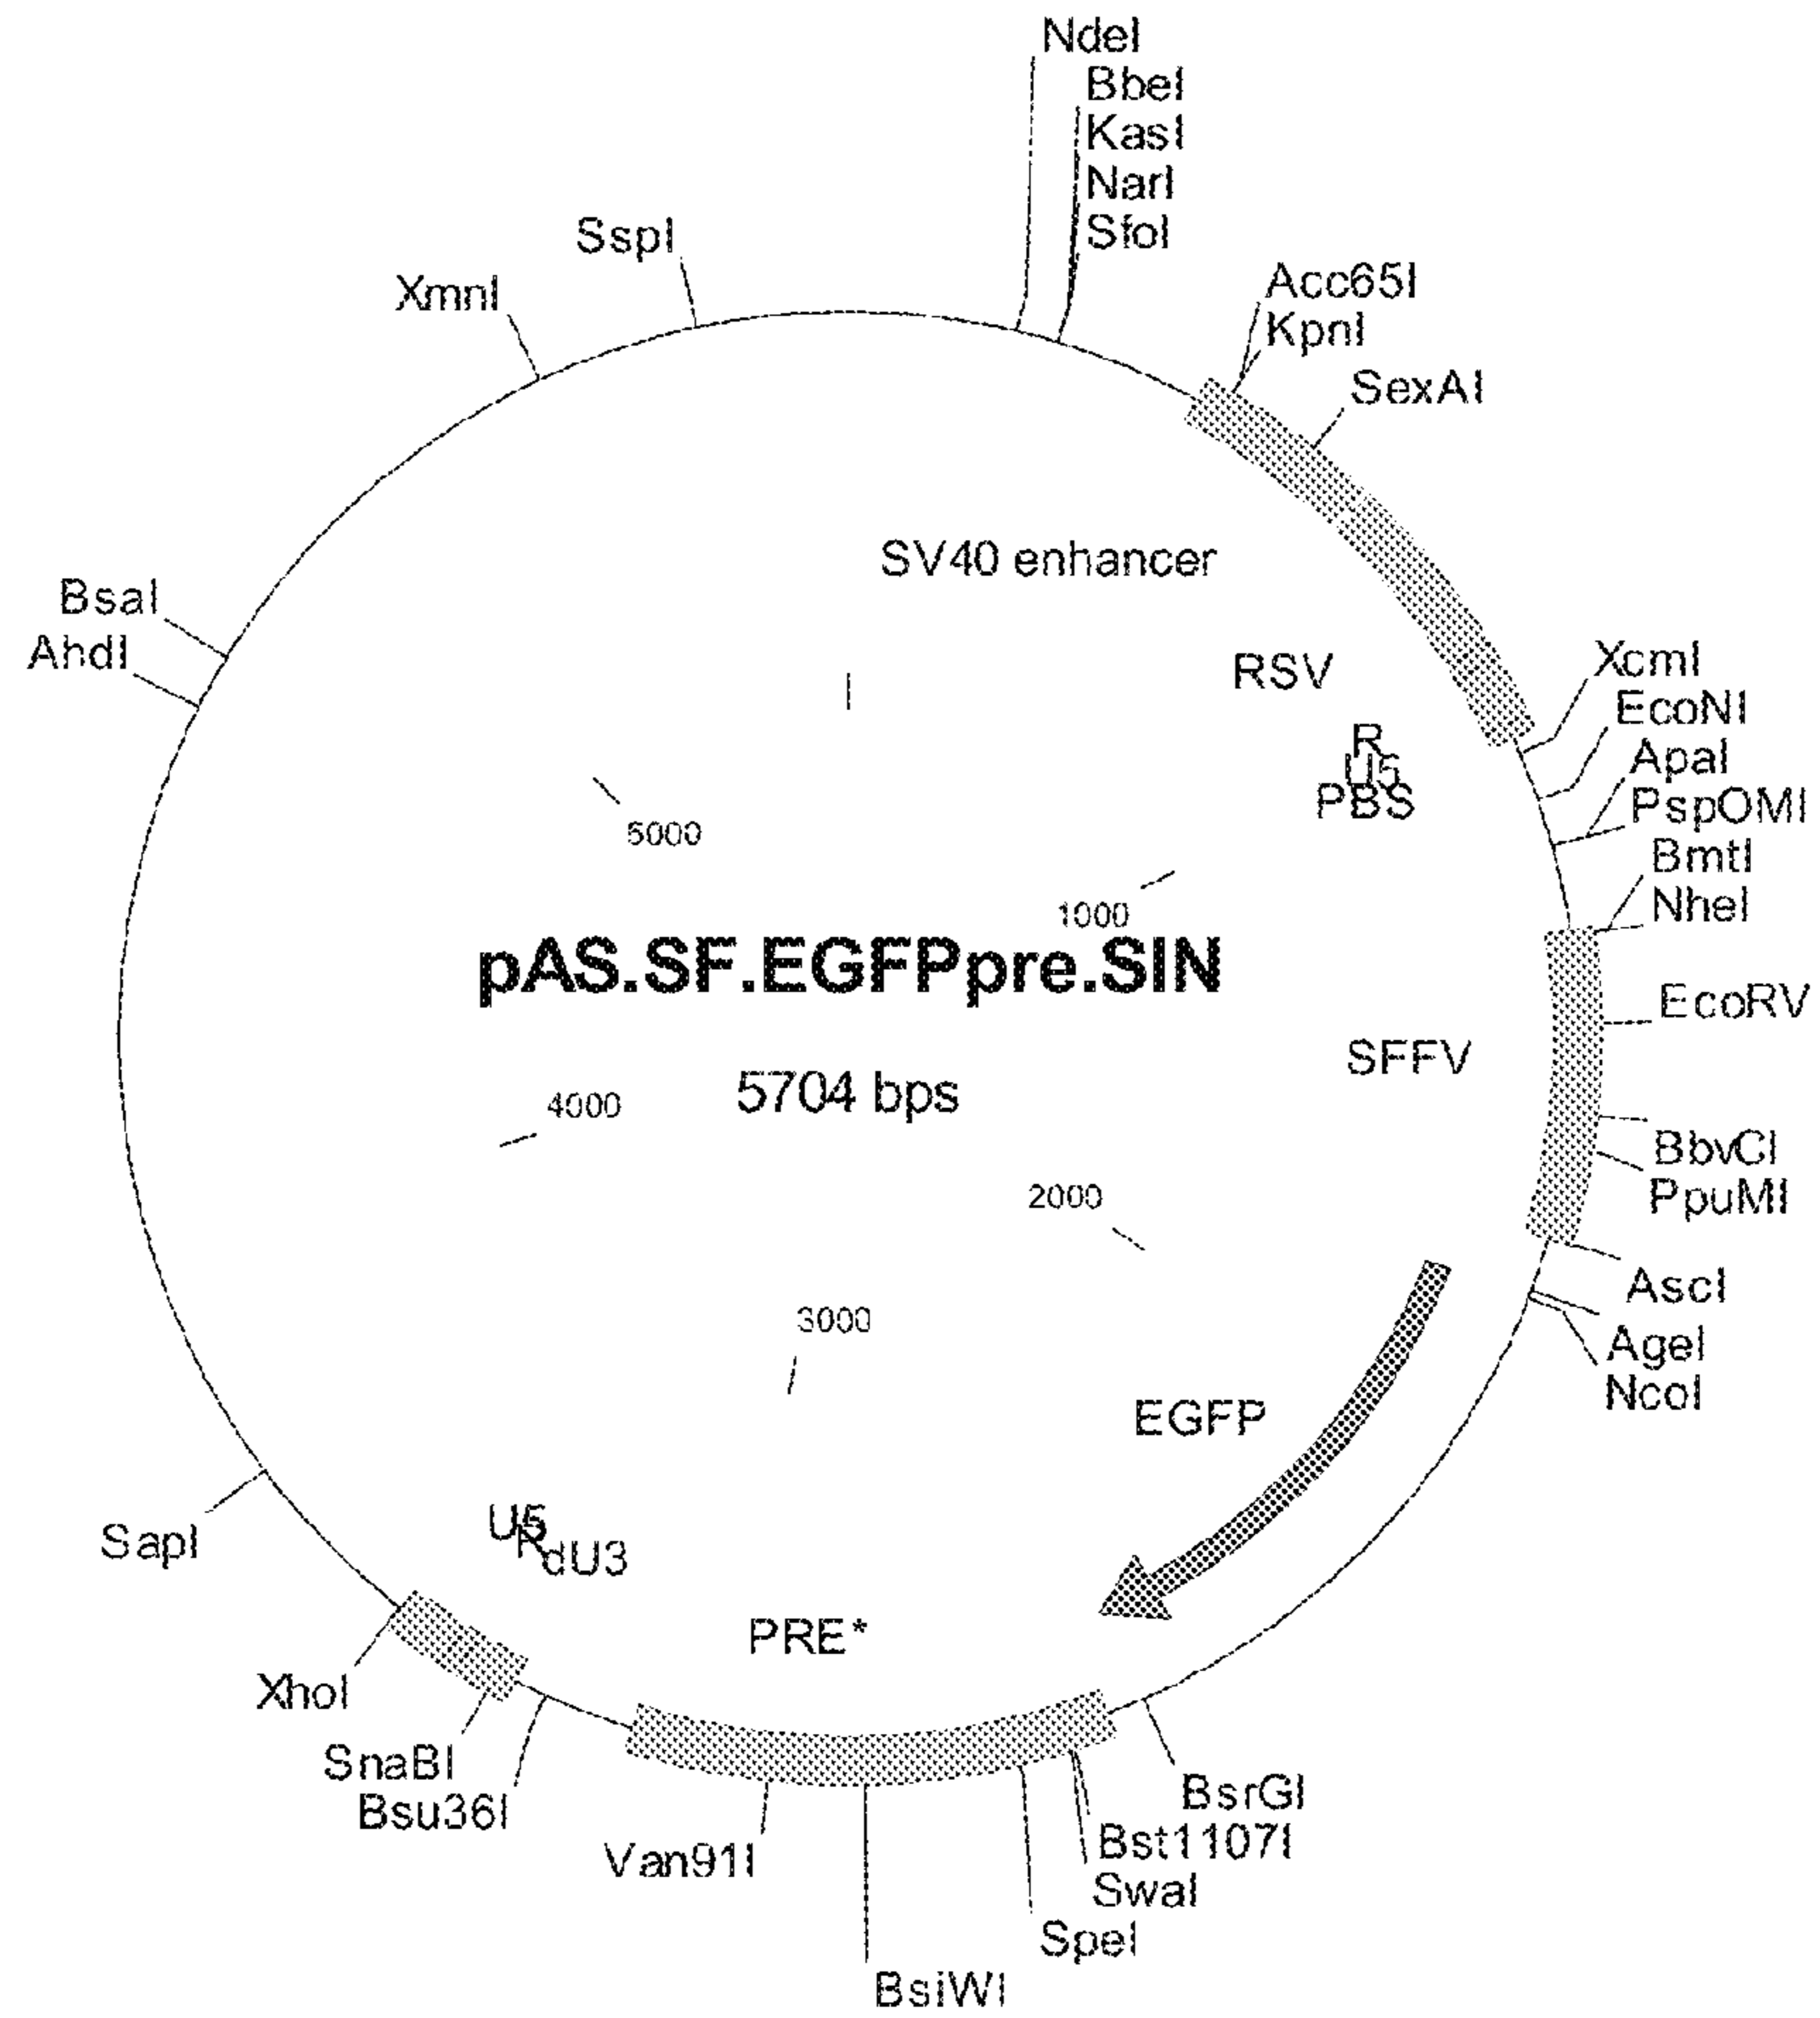 NdeI
BbeI
KasI
NarI
SfoI
SspI
XmnI
Acc65I
KpnI
SexAI
SV40 enhancer
BsaI
AhdI
RSV
XcmI
EcoNI
R
U5
PBS
ApaI
PspOMI
BmtI
NheI
5000
1000
pAS.SF.EGFPpre.SIN
5704 bps
EcoRV
SFFV
4000
BbvCI
PpuMI
2000
AscI
AgeI
NcoI
3000
EGFP
SapI
U5
R
dU3
PRE*
XhoI
SnaBI
Bsu36I
Van91I
BsrGI
Bst1107I
SwaI
SpeI
BsiWI